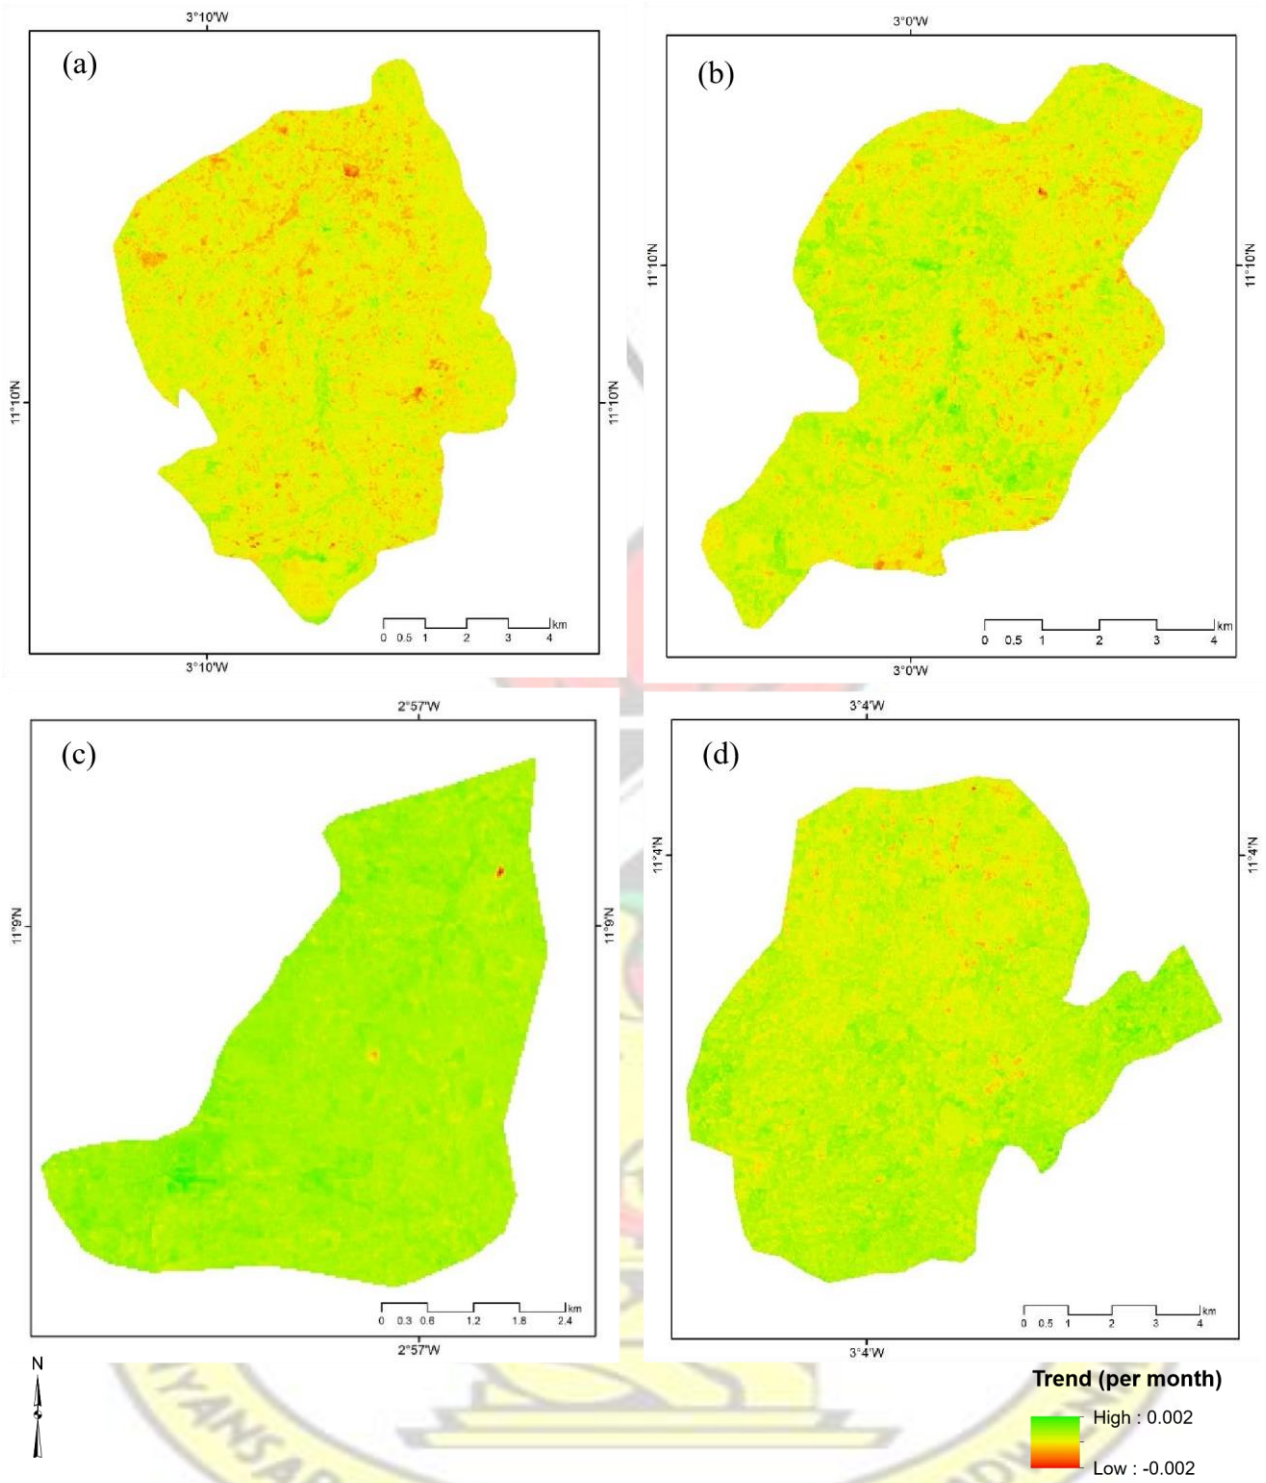 3°10'W
(a)
11°10'N
11°10'N
0 0.5 1 2 3 4 km
3°10'W
3°0'W
(b)
11°10'N
11°10'N
0 0.5 1 2 3 4 km
3°0'W
2°57'W
(c)
11°9'N
11°9'N
0 0.3 0.6 1.2 1.8 2.4 km
2°57'W
3°4'W
(d)
11°4'N
11°4'N
0 0.5 1 2 3 4 km
3°4'W
N
Trend (per month)
High : 0.002
Low : -0.002